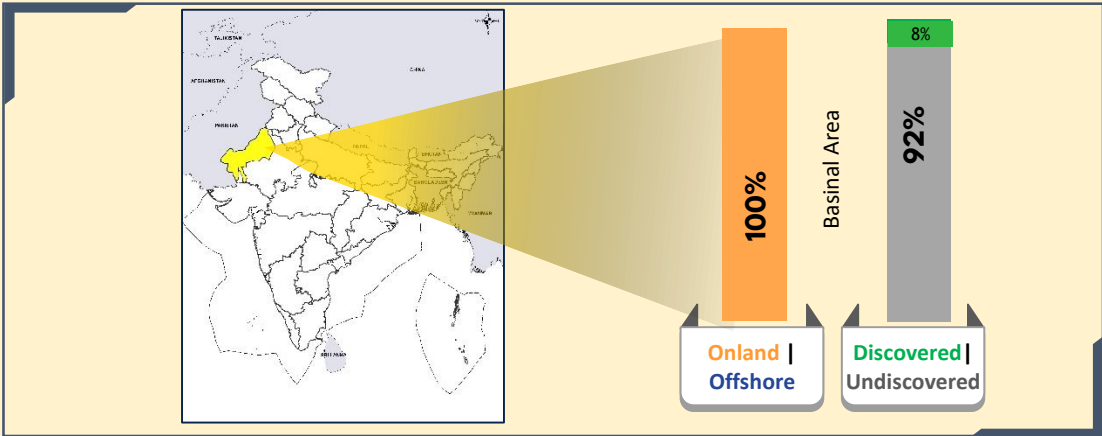 TAJIKISTAN
AFGHANISTAN
CHINA
PAKISTAN
NEPAL
BHUTAN
BANGLADESH
MYANMAR
SRI LANKA
100%
Basinal Area
8%
92%
Onland |
Offshore
Discovered|
Undiscovered